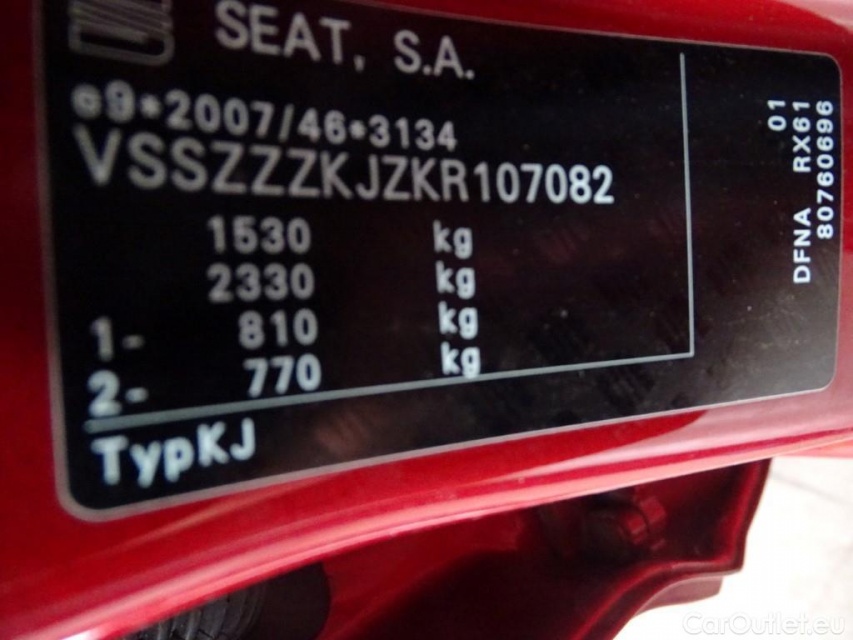 SEAT, S.A.
e9*2007/46*3134
VSSZZZKJZKR107082
1530 kg
2330 kg
1- 810 kg
2- 770 kg
TypKJ
01
DFNA RX61
80760696
CarOutlet.eu